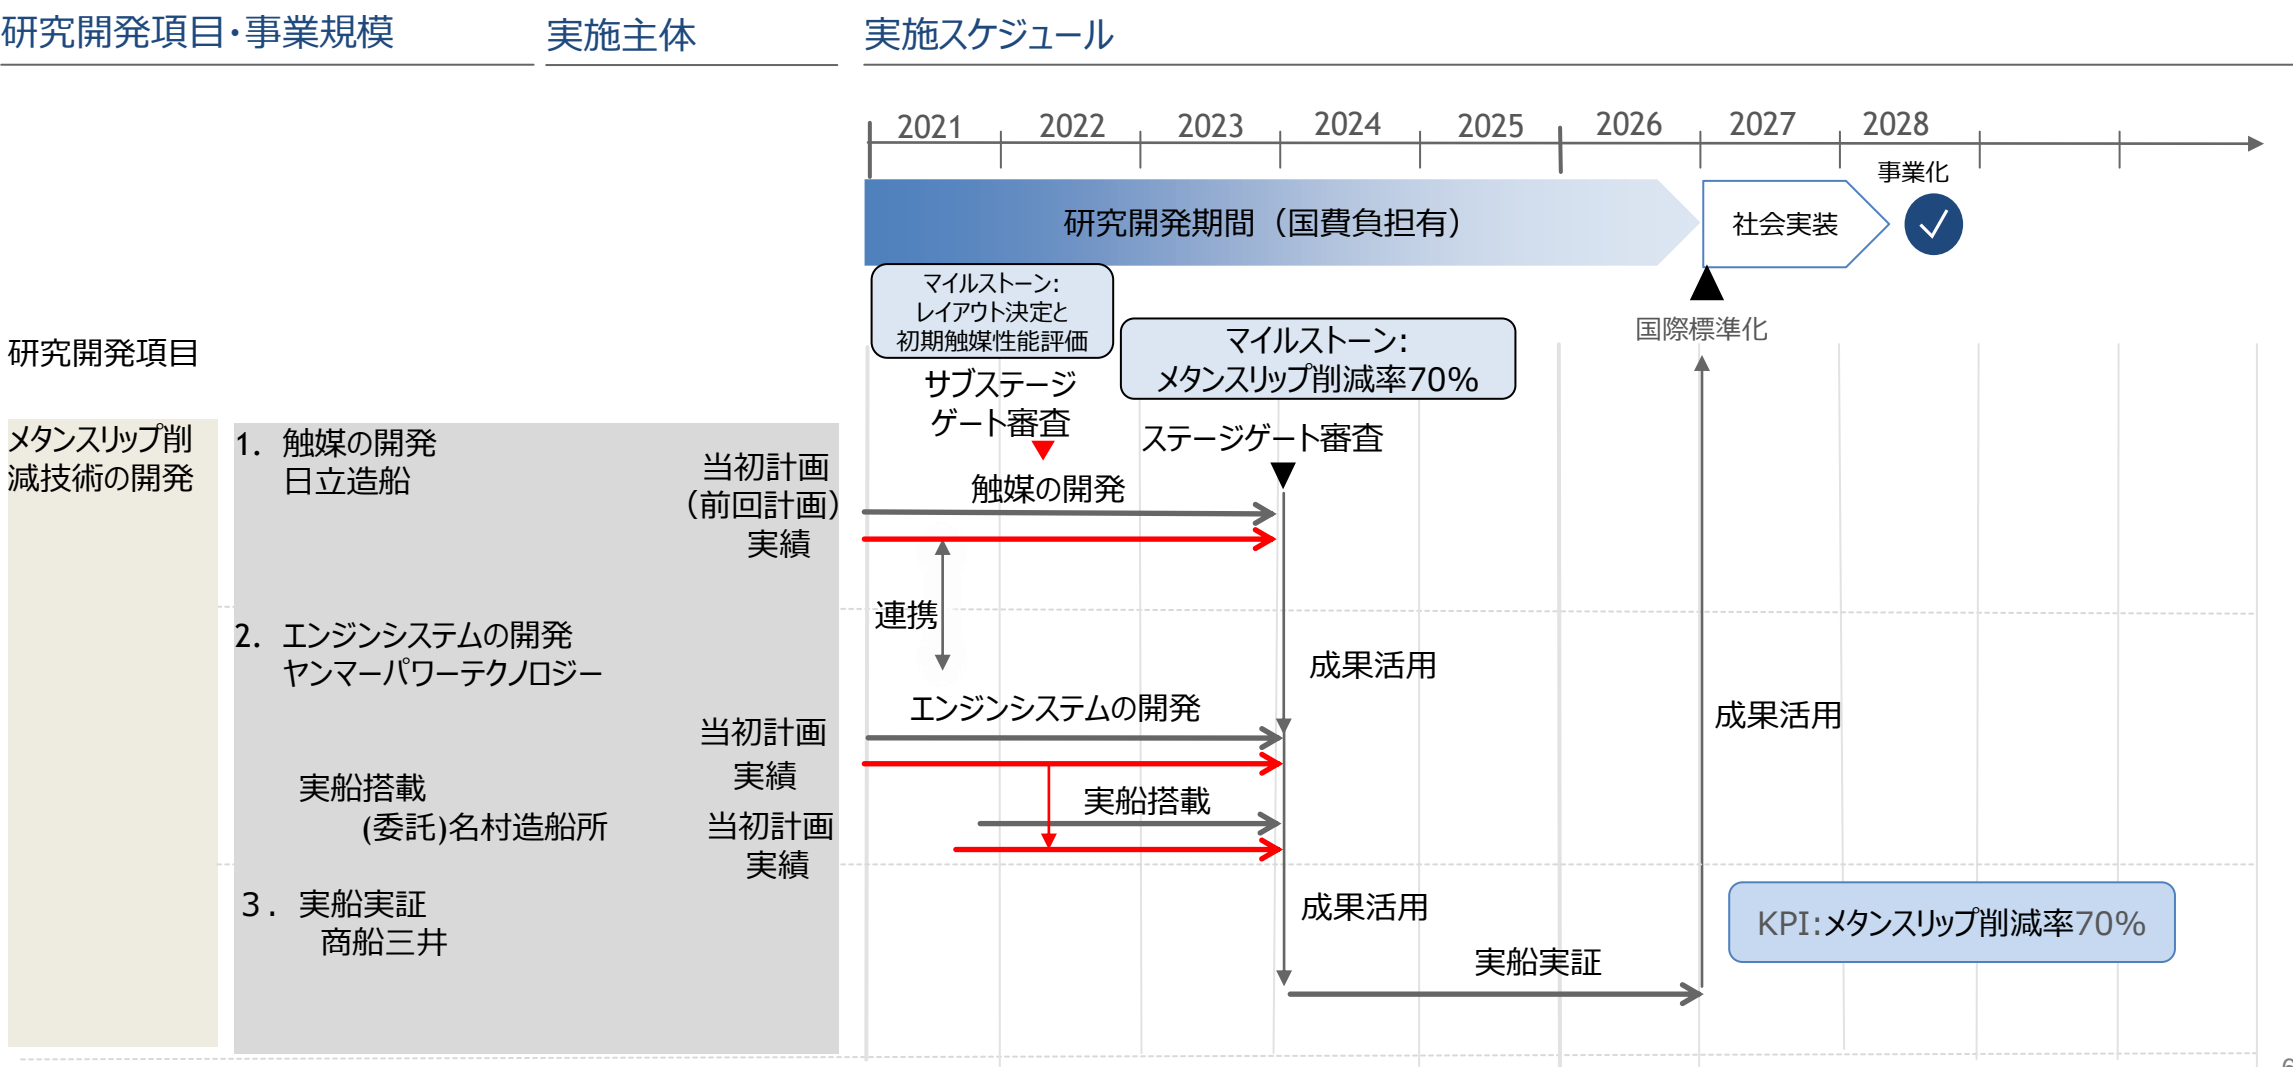 研究開発項目・事業規模
実施主体
実施スケジュール
2021 2022 2023 2024 2025 2026 2027 2028
事業化
研究開発期間（国費負担有）
社会実装
マイルストーン:
レイアウト決定と
初期触媒性能評価
マイルストーン:
メタンスリップ削減率70%
国際標準化
研究開発項目
サブステージ
ゲート審査
ステージゲート審査
メタンスリップ削
減技術の開発
1. 触媒の開発
日立造船
当初計画
（前回計画）
実績
触媒の開発
連携
2. エンジンシステムの開発
ヤンマーパワーテクノロジー
成果活用
エンジンシステムの開発
当初計画
実績
成果活用
実船搭載
(委託)名村造船所
当初計画
実績
実船搭載
３. 実船実証
商船三井
成果活用
実船実証
KPI:メタンスリップ削減率70%